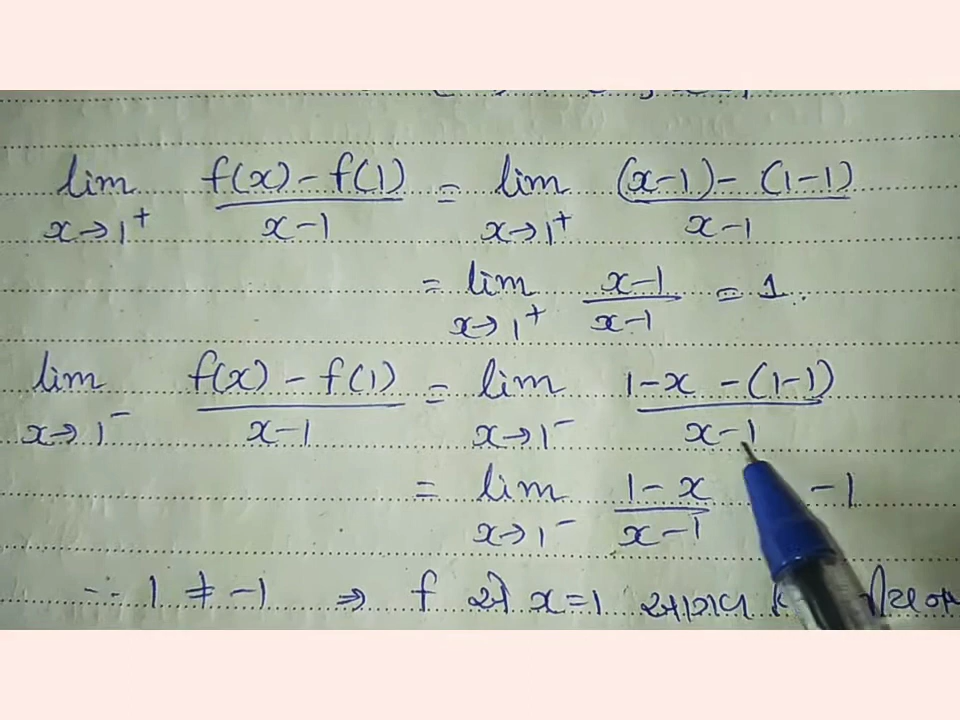 lim x→1⁺ (f(x) - f(1))/(x-1) = lim x→1⁺ ((x-1) - (1-1))/(x-1)
= lim x→1⁺ (x-1)/(x-1) = 1.
lim x→1⁻ (f(x) - f(1))/(x-1) = lim x→1⁻ (1-x - (1-1))/(x-1)
= lim x→1⁻ (1-x)/(x-1) -1
∵ 1 ≠ -1 ⇒ f એ x=1 આગળ